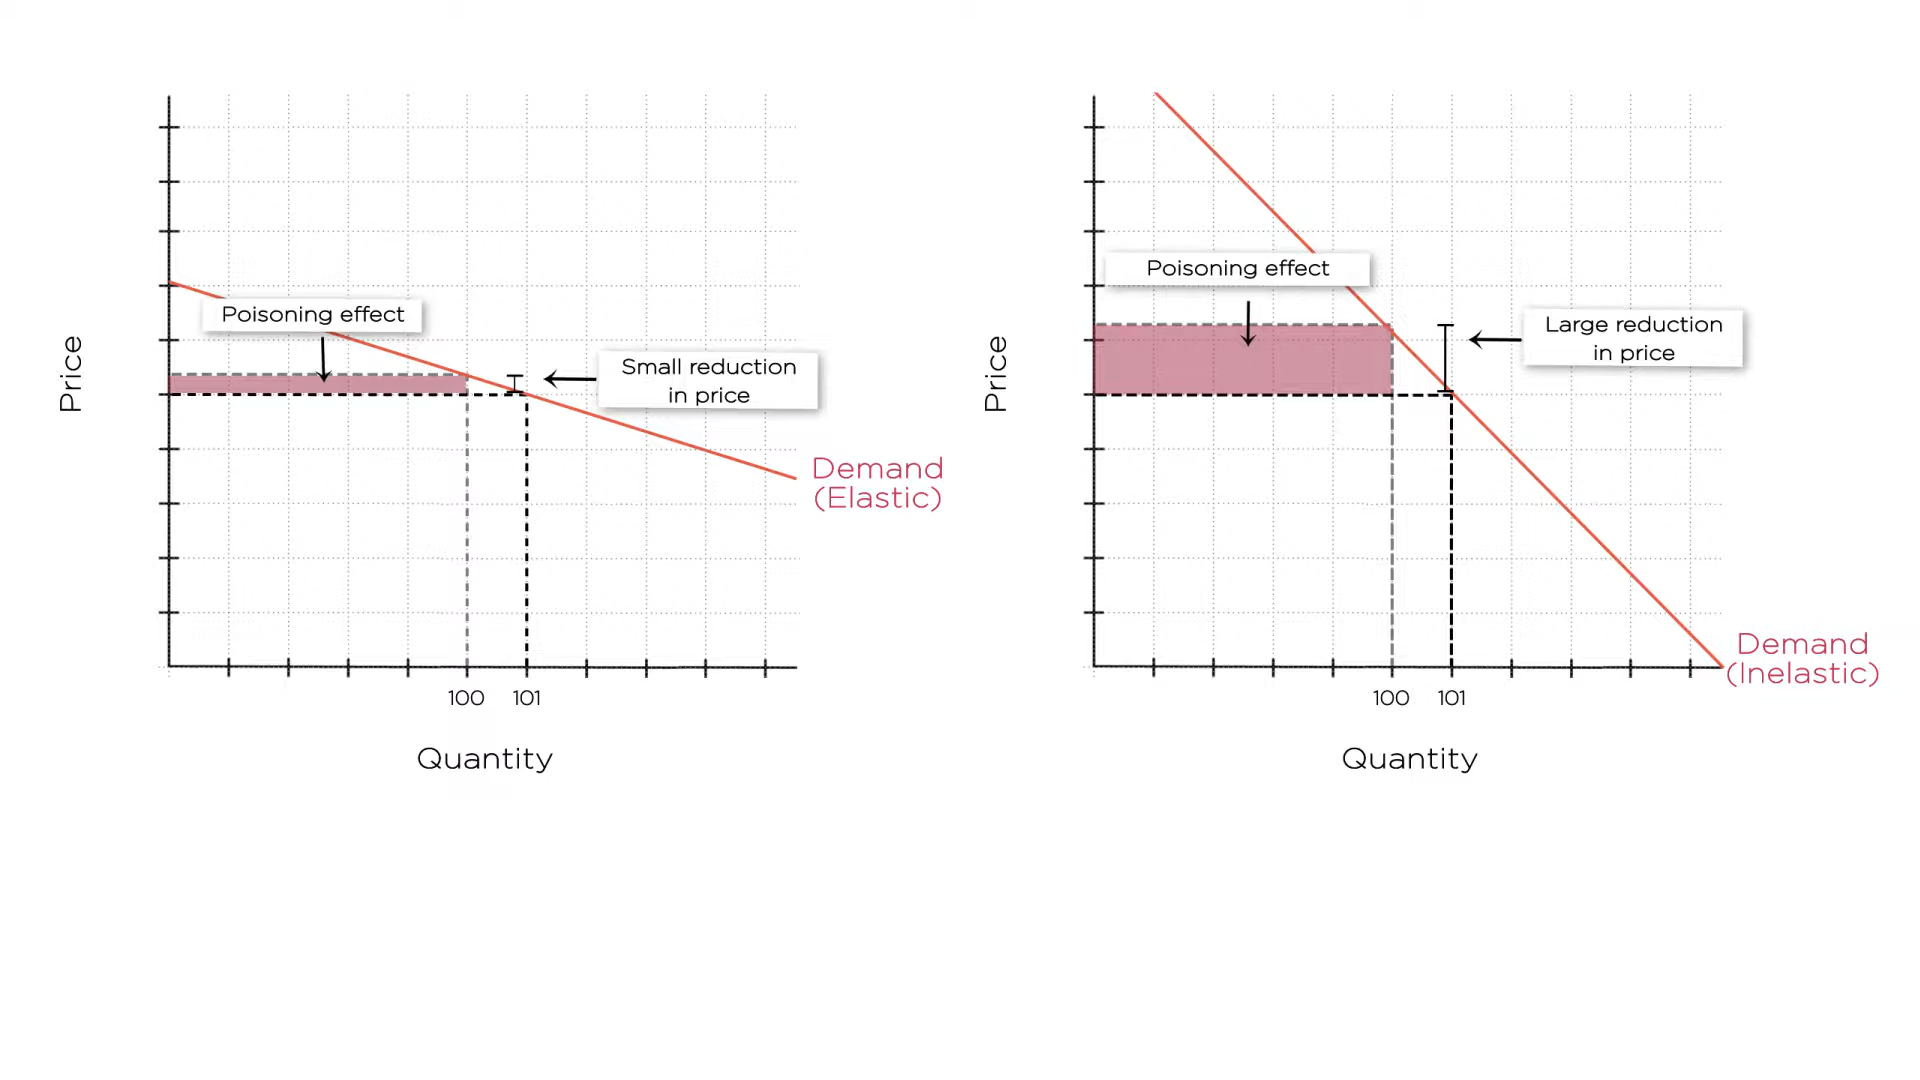 Price
Poisoning effect
Small reduction
in price
Demand
(Elastic)
100 101
Quantity
Price
Poisoning effect
Large reduction
in price
Demand
(Inelastic)
100 101
Quantity